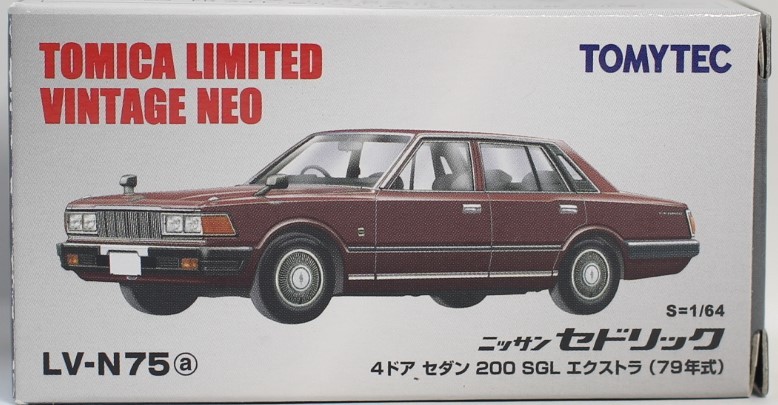 TOMICA LIMITED
VINTAGE NEO
TOMYTEC
S=1/64
LV-N75ⓐ
ニッサン セドリック
4ドア セダン 200 SGL エクストラ（79年式）